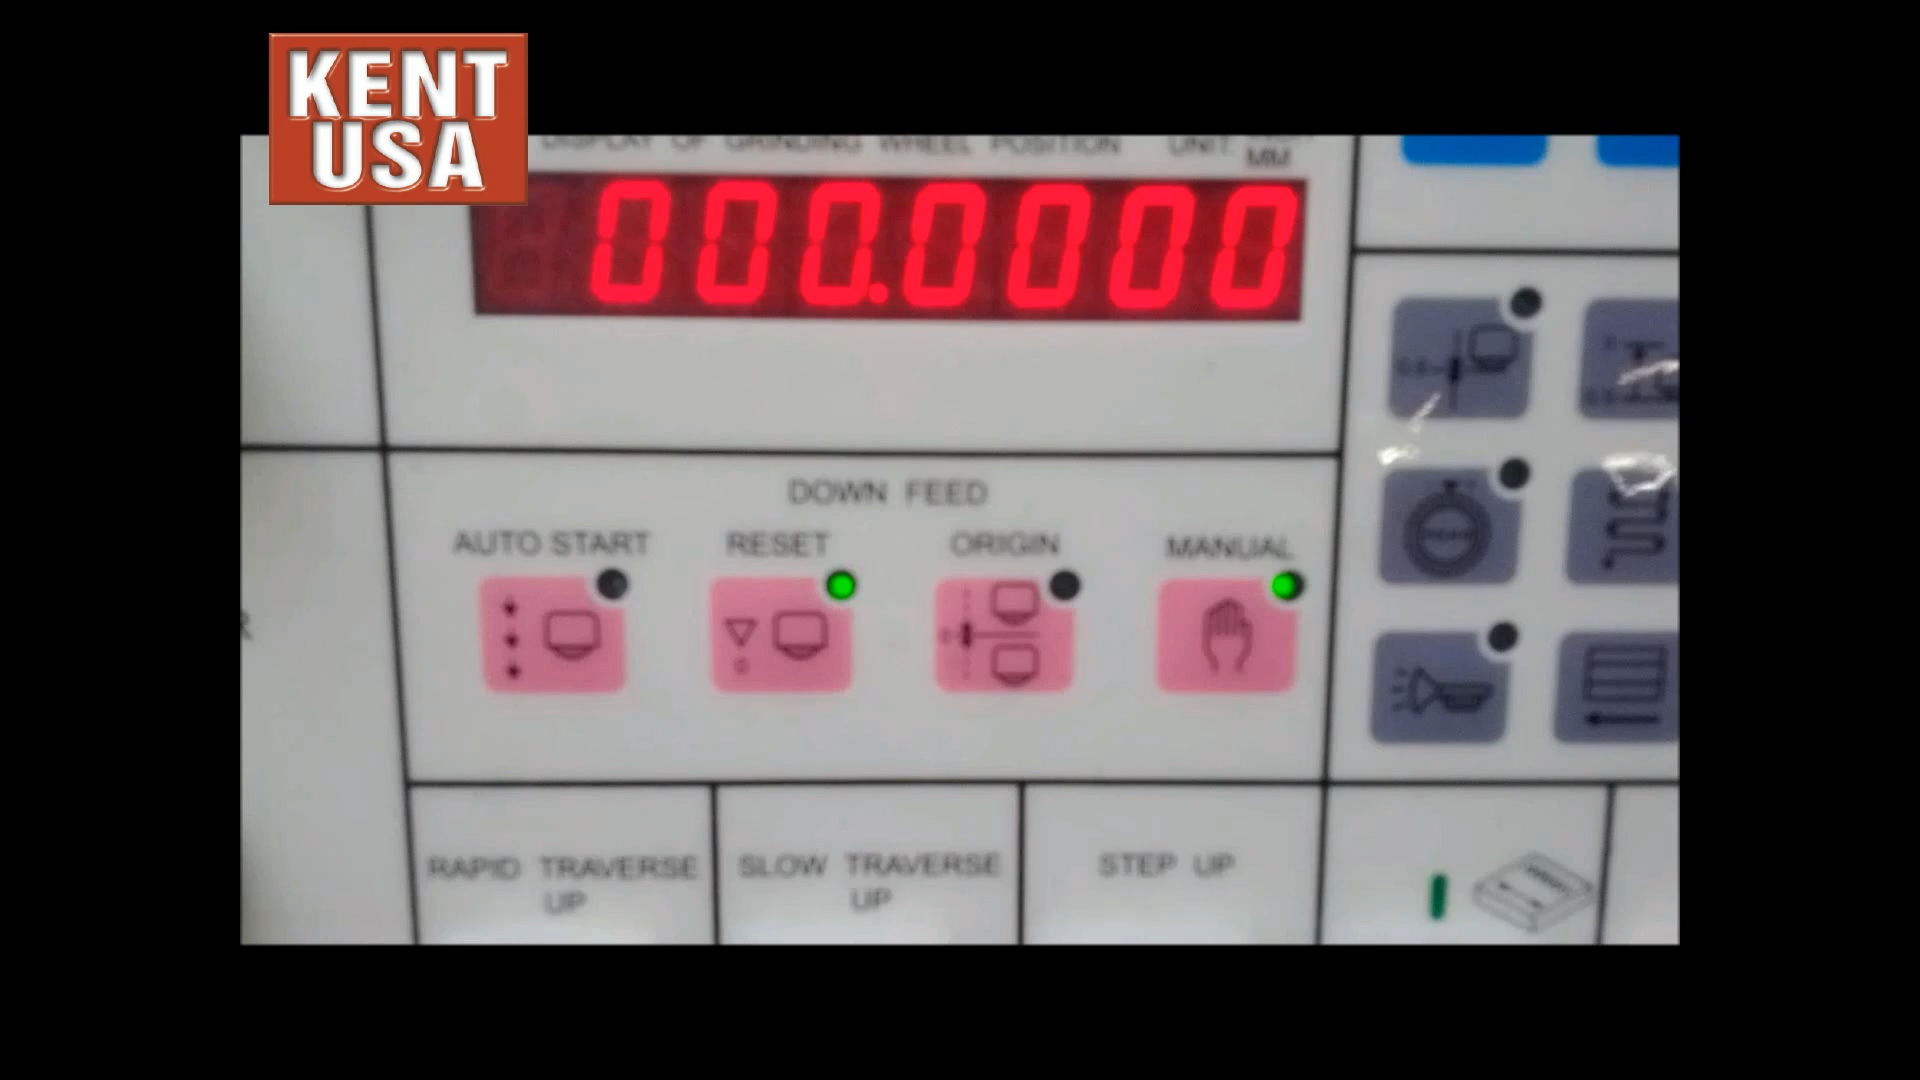 KENT
USA
DISPLAY OF GRINDING WHEEL POSITION UNIT:
MM
000.0000
DOWN FEED
AUTO START RESET ORIGIN MANUAL
RAPID TRAVERSE
UP
SLOW TRAVERSE
UP
STEP UP